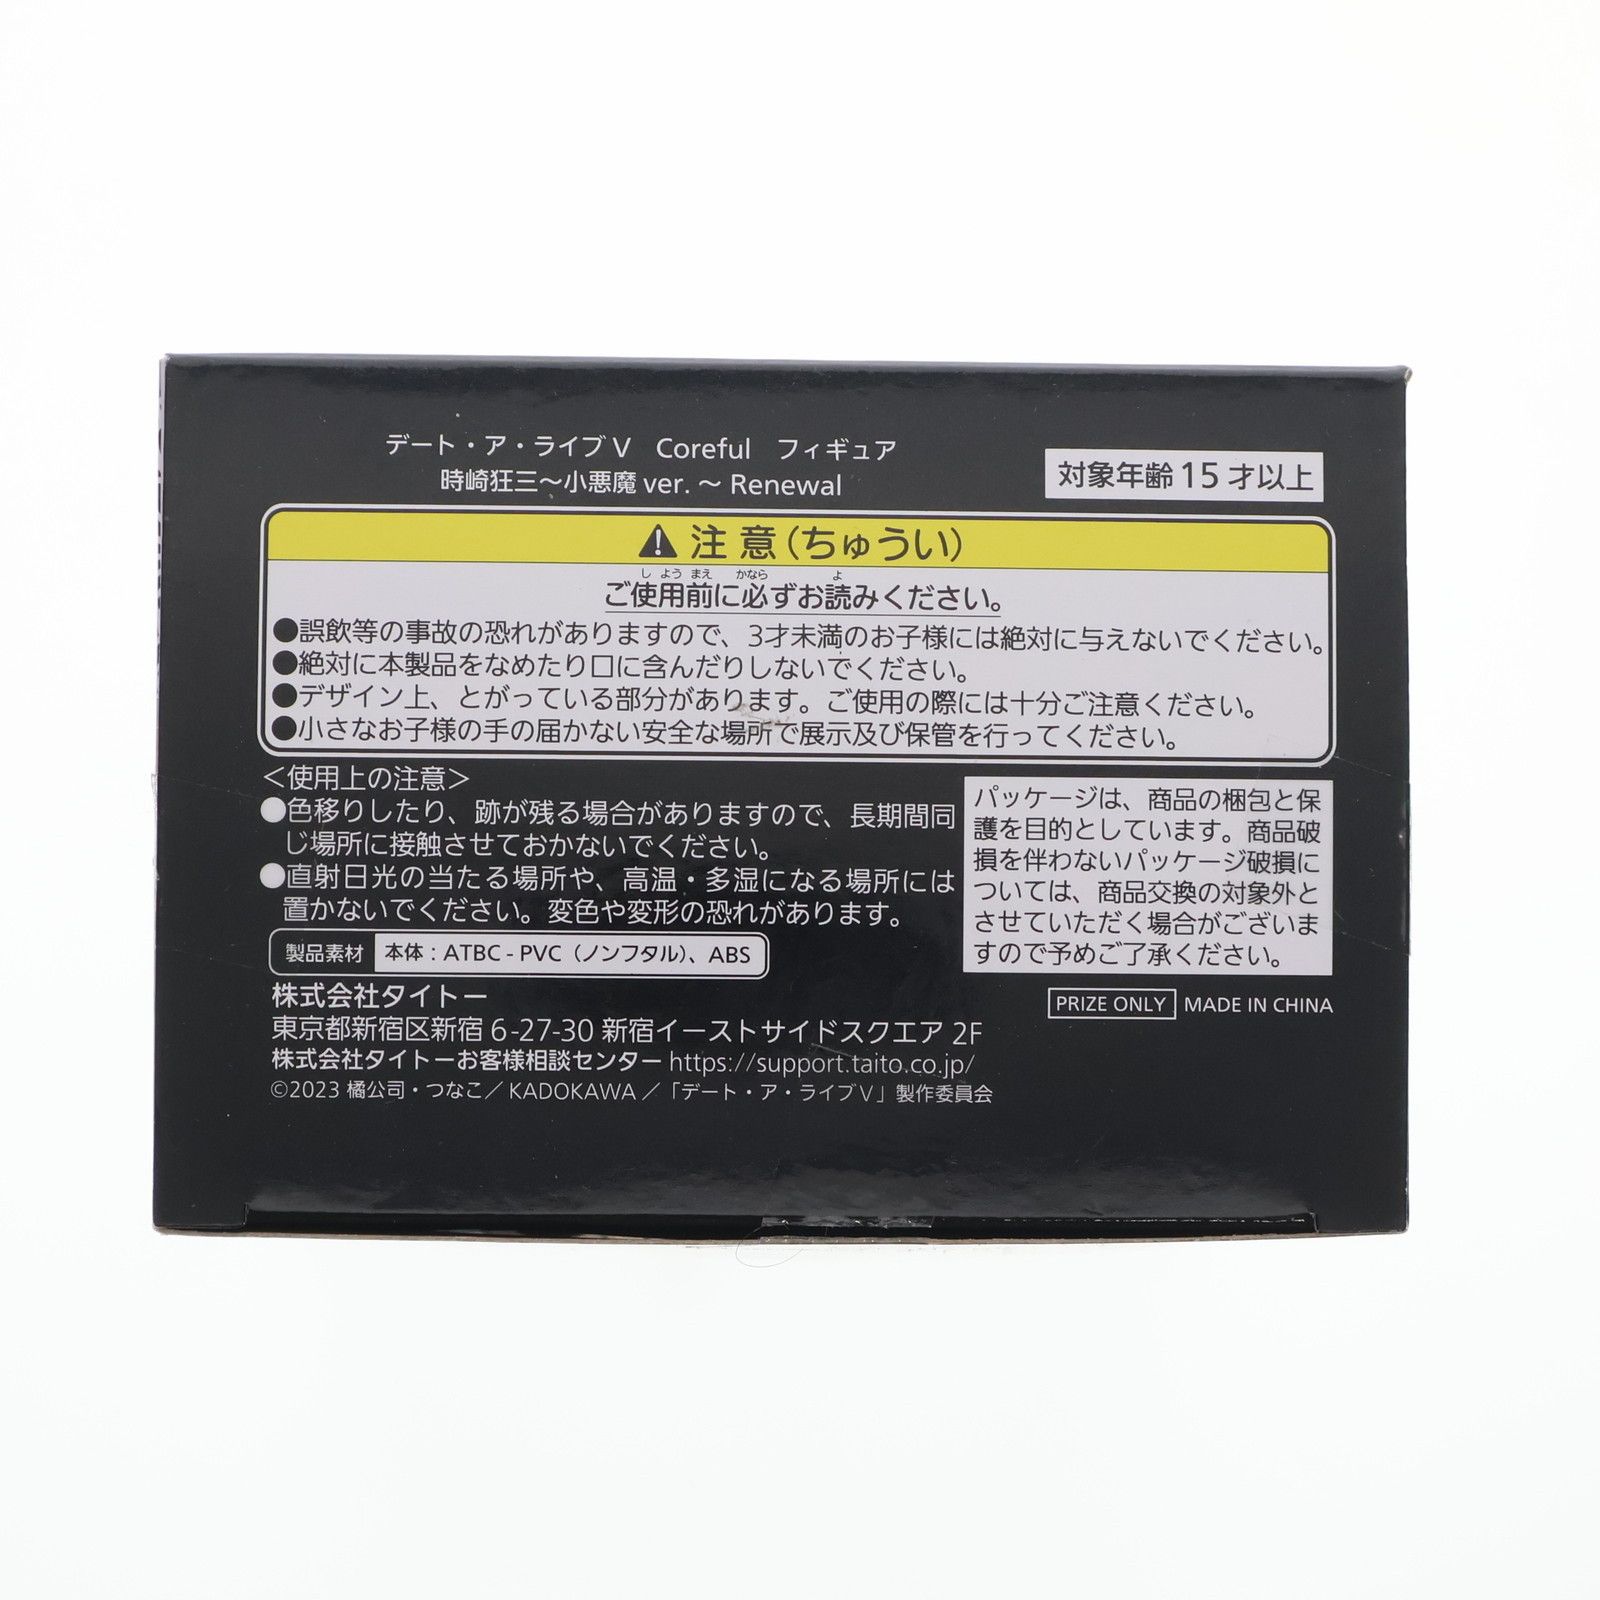 デート・ア・ライブⅤ　Coreful　フィギュア
時崎狂三～小悪魔 ver. ～ Renewal
対象年齢 15 才以上
⚠ 注 意（ちゅうい）
ご使用前に必ずお読みください。
●誤飲等の事故の恐れがありますので、3才未満のお子様には絶対に与えないでください。
●絶対に本製品をなめたり口に含んだりしないでください。
●デザイン上、とがっている部分があります。ご使用の際には十分ご注意ください。
●小さなお子様の手の届かない安全な場所で展示及び保管を行ってください。
＜使用上の注意＞
●色移りしたり、跡が残る場合がありますので、長期間同
じ場所に接触させておかないでください。
●直射日光の当たる場所や、高温・多湿になる場所には
置かないでください。変色や変形の恐れがあります。
パッケージは、商品の梱包と保
護を目的としています。商品破
損を伴わないパッケージ破損に
ついては、商品交換の対象外と
させていただく場合がございま
すので予めご了承ください。
製品素材 本体：ATBC - PVC（ノンフタル）、ABS
株式会社タイトー
PRIZE ONLY MADE IN CHINA
東京都新宿区新宿 6-27-30 新宿イーストサイドスクエア 2F
株式会社タイトーお客様相談センター https://support.taito.co.jp/
©2023 橘公司・つなこ／KADOKAWA／「デート・ア・ライブⅤ」製作委員会